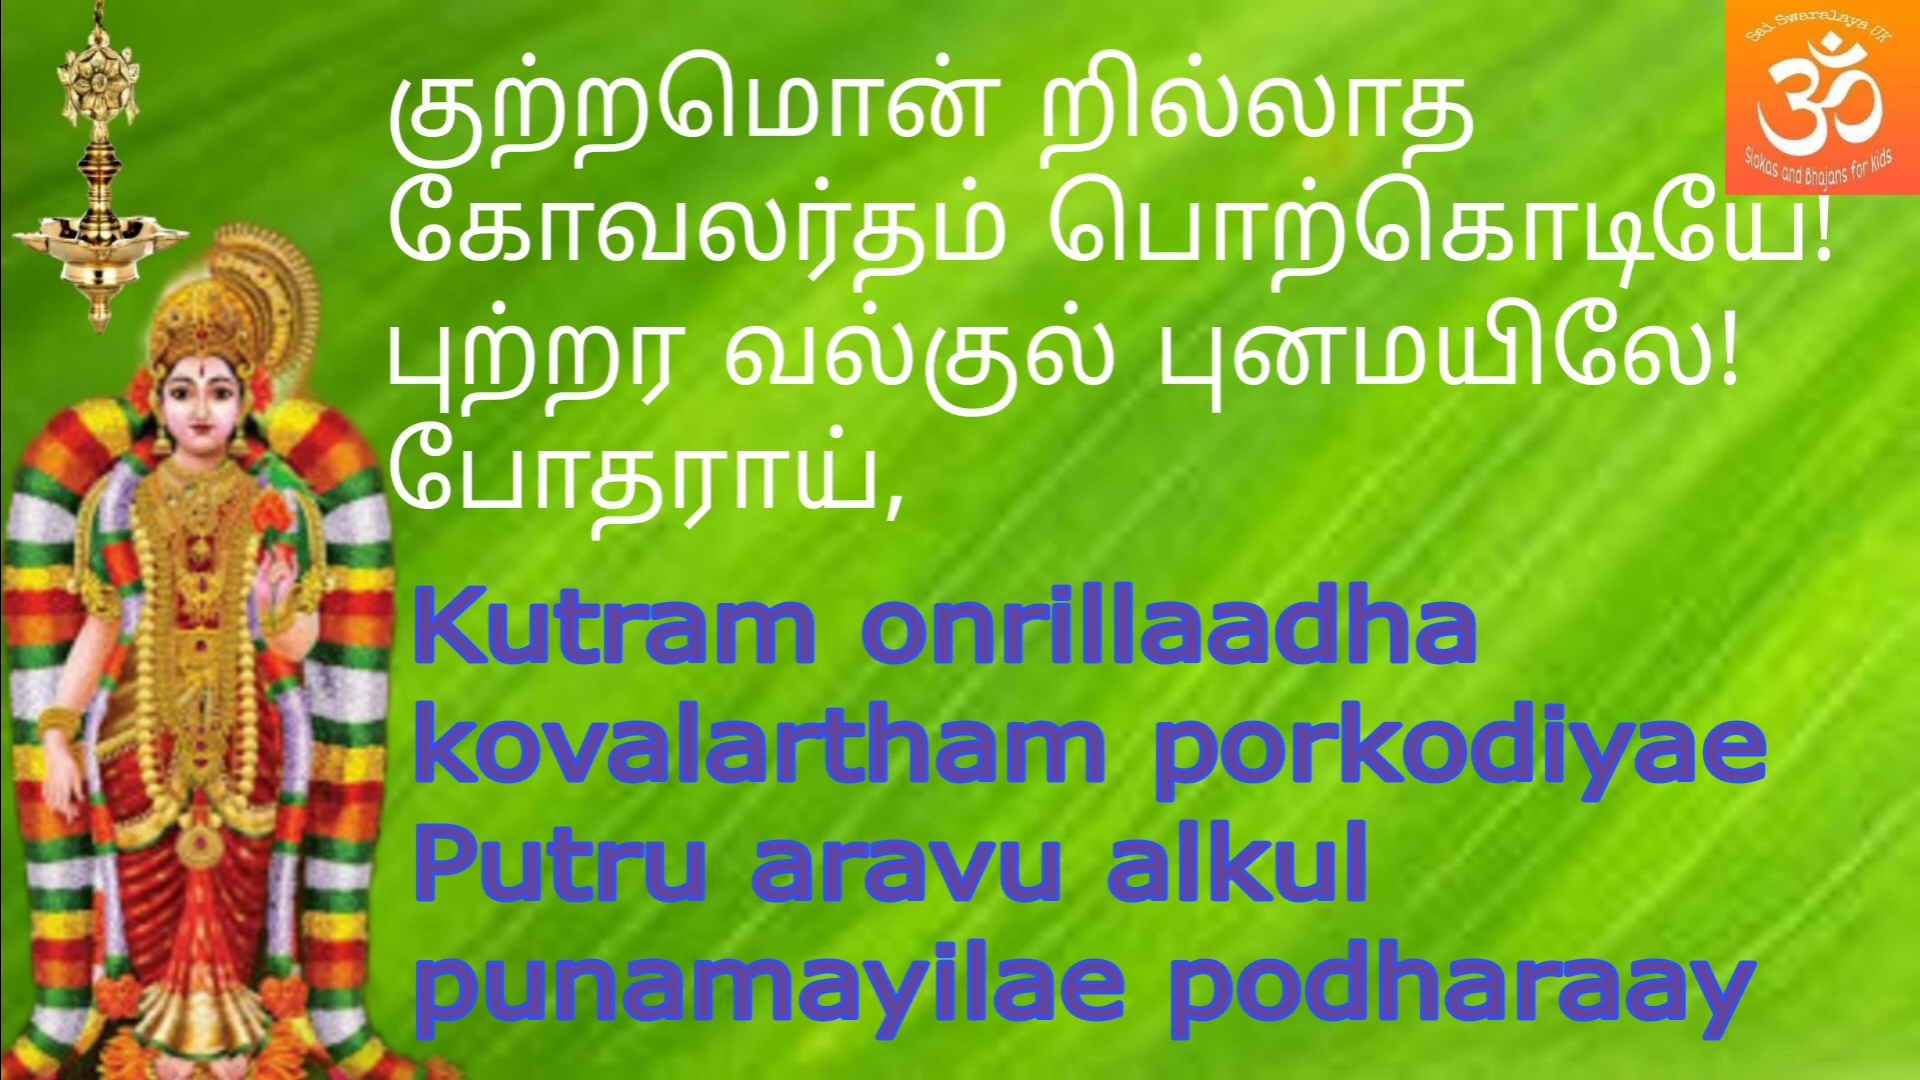 Sai Swaralaya UK
ॐ
Slokas and Bhajans for kids
குற்றமொன் றில்லாத
கோவலர்தம் பொற்கொடியே!
புற்றர வல்குல் புனமயிலே!
போதராய்,
Kutram onrillaadha
kovalartham porkodiyae
Putru aravu alkul
punamayilae podharaay